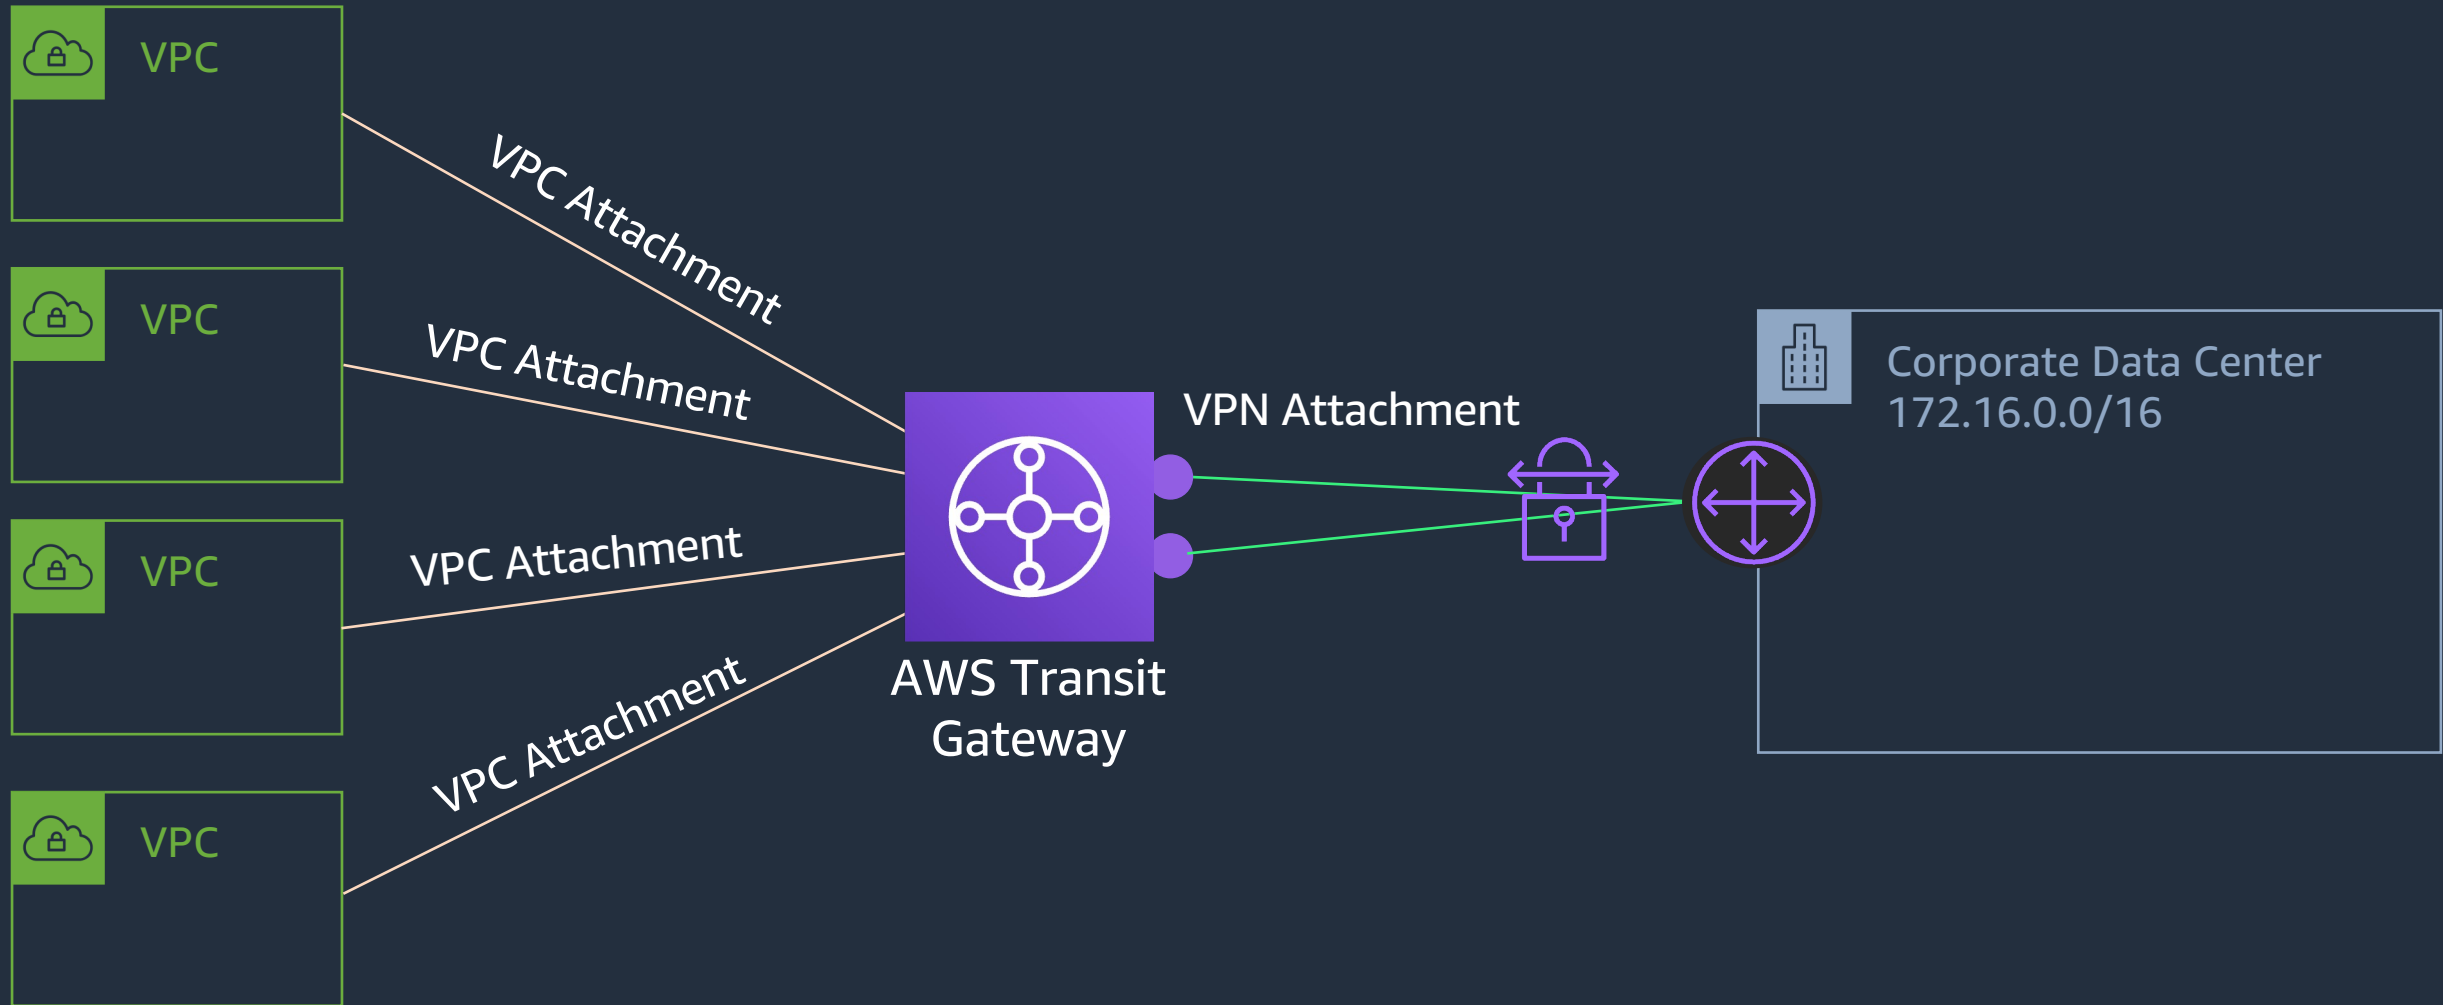 VPC
VPC Attachment
VPC
VPC Attachment
VPN Attachment
Corporate Data Center
172.16.0.0/16
VPC
VPC Attachment
AWS Transit
Gateway
VPC
VPC Attachment